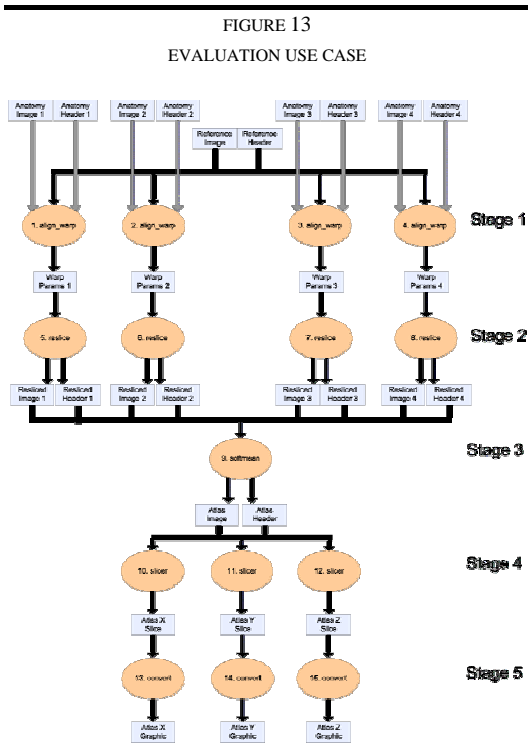 FIGURE 13
EVALUATION USE CASE
Anatomy Image 1
Anatomy Header 1
Anatomy Image 2
Anatomy Header 2
Anatomy Image 3
Anatomy Header 3
Anatomy Image 4
Anatomy Header 4
Reference Image
Reference Header
1. align_warp
2. align_warp
3. align_warp
4. align_warp
Stage 1
Warp Params 1
Warp Params 2
Warp Params 3
Warp Params 4
5. reslice
6. reslice
7. reslice
8. reslice
Stage 2
Resliced Image 1
Resliced Header 1
Resliced Image 2
Resliced Header 2
Resliced Image 3
Resliced Header 3
Resliced Image 4
Resliced Header 4
9. softmean
Stage 3
Atlas Image
Atlas Header
10. slicer
11. slicer
12. slicer
Stage 4
Atlas X Slice
Atlas Y Slice
Atlas Z Slice
13. convert
14. convert
15. convert
Stage 5
Atlas X Graphic
Atlas Y Graphic
Atlas Z Graphic